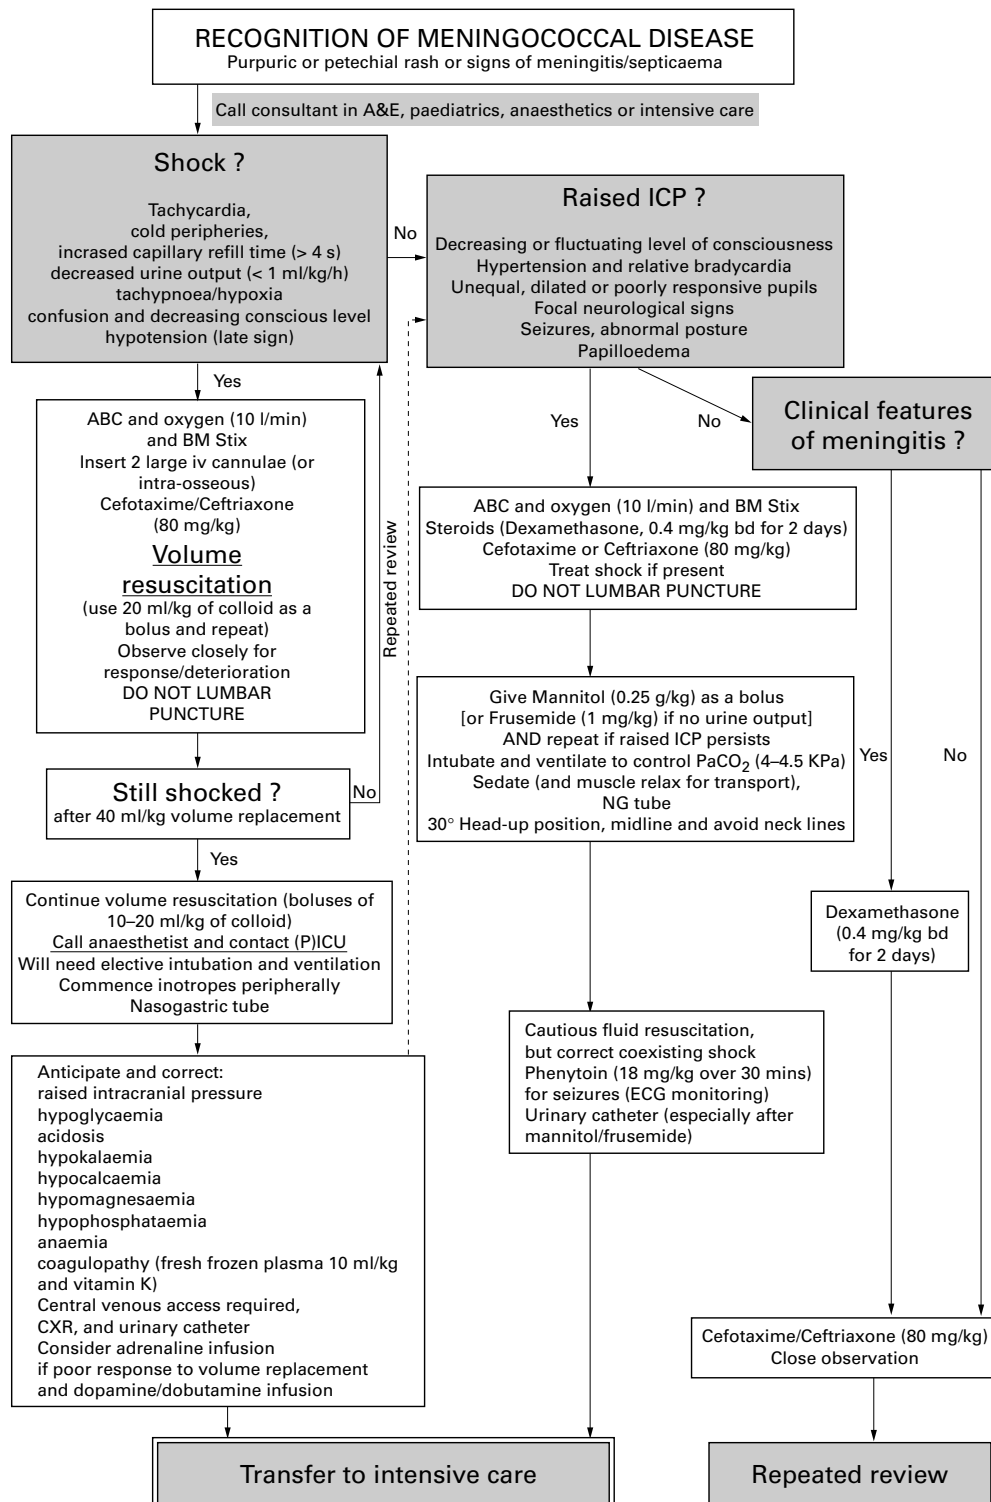 RECOGNITION OF MENINGOCOCCAL DISEASE
Purpuric or petechial rash or signs of meningitis/septicaema
Call consultant in A&E, paediatrics, anaesthetics or intensive care
Shock ?
Tachycardia,
cold peripheries,
incrased capillary refill time (> 4 s)
decreased urine output (< 1 ml/kg/h)
tachypnoea/hypoxia
confusion and decreasing conscious level
hypotension (late sign)
No
Raised ICP ?
Decreasing or fluctuating level of consciousness
Hypertension and relative bradycardia
Unequal, dilated or poorly responsive pupils
Focal neurological signs
Seizures, abnormal posture
Papilloedema
Yes
ABC and oxygen (10 l/min)
and BM Stix
Insert 2 large iv cannulae (or
intra-osseous)
Cefotaxime/Ceftriaxone
(80 mg/kg)
Volume
resuscitation
(use 20 ml/kg of colloid as a
bolus and repeat)
Observe closely for
response/deterioration
DO NOT LUMBAR
PUNCTURE
Repeated review
Still shocked ?
after 40 ml/kg volume replacement
No
Yes
Continue volume resuscitation (boluses of
10–20 ml/kg of colloid)
Call anaesthetist and contact (P)ICU
Will need elective intubation and ventilation
Commence inotropes peripherally
Nasogastric tube
Anticipate and correct:
raised intracranial pressure
hypoglycaemia
acidosis
hypokalaemia
hypocalcaemia
hypomagnesaemia
hypophosphataemia
anaemia
coagulopathy (fresh frozen plasma 10 ml/kg
and vitamin K)
Central venous access required,
CXR, and urinary catheter
Consider adrenaline infusion
if poor response to volume replacement
and dopamine/dobutamine infusion
Yes
No
Clinical features
of meningitis ?
ABC and oxygen (10 l/min) and BM Stix
Steroids (Dexamethasone, 0.4 mg/kg bd for 2 days)
Cefotaxime or Ceftriaxone (80 mg/kg)
Treat shock if present
DO NOT LUMBAR PUNCTURE
Give Mannitol (0.25 g/kg) as a bolus
[or Frusemide (1 mg/kg) if no urine output]
AND repeat if raised ICP persists
Intubate and ventilate to control PaCO2 (4–4.5 KPa)
Sedate (and muscle relax for transport),
NG tube
30° Head-up position, midline and avoid neck lines
Yes
No
Dexamethasone
(0.4 mg/kg bd
for 2 days)
Cautious fluid resuscitation,
but correct coexisting shock
Phenytoin (18 mg/kg over 30 mins)
for seizures (ECG monitoring)
Urinary catheter (especially after
mannitol/frusemide)
Cefotaxime/Ceftriaxone (80 mg/kg)
Close observation
Transfer to intensive care
Repeated review